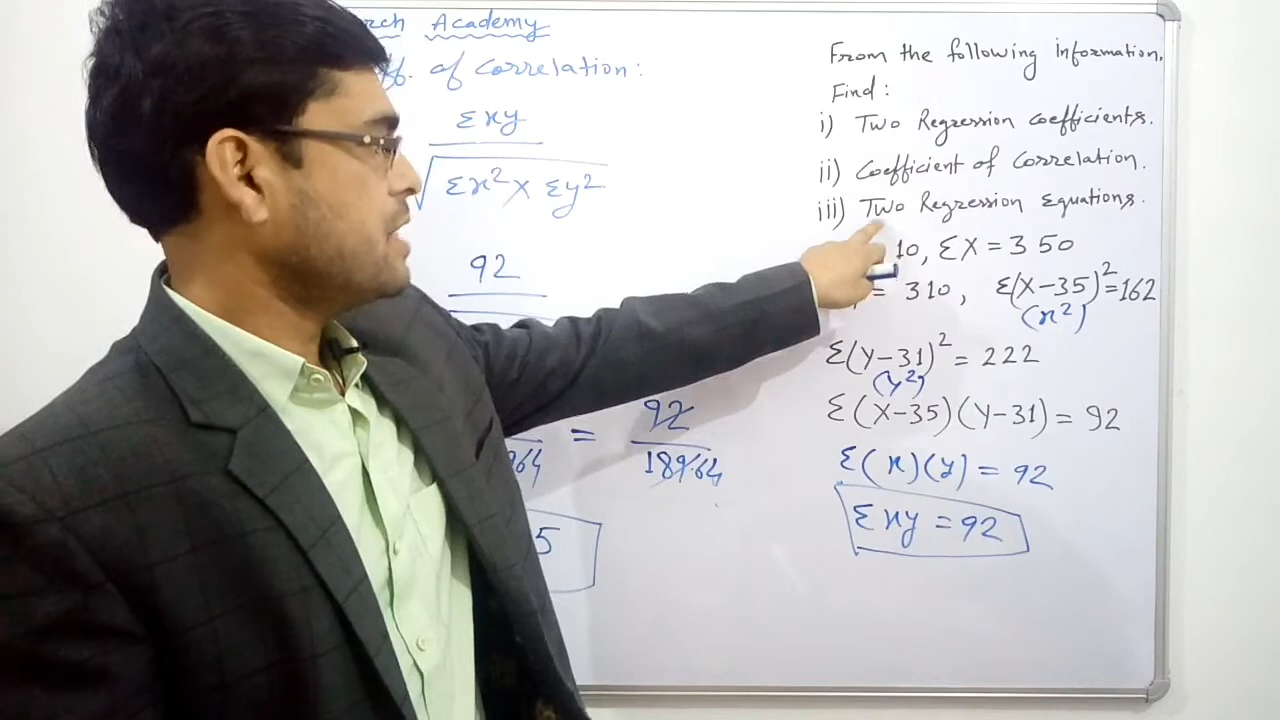 Academy
of Correlation:
Σxy
√Σx² × Σy²
92
= 92
189.64
5
From the following information.
Find:
i) Two Regression coefficients.
ii) Coefficient of Correlation.
iii) Two Regression Equations.
10, ΣX = 350
= 310, Σ(X-35)² = 162
(x²)
Σ(Y-31)² = 222
(y²)
Σ(X-35)(Y-31) = 92
Σ(x)(y) = 92
Σxy = 92